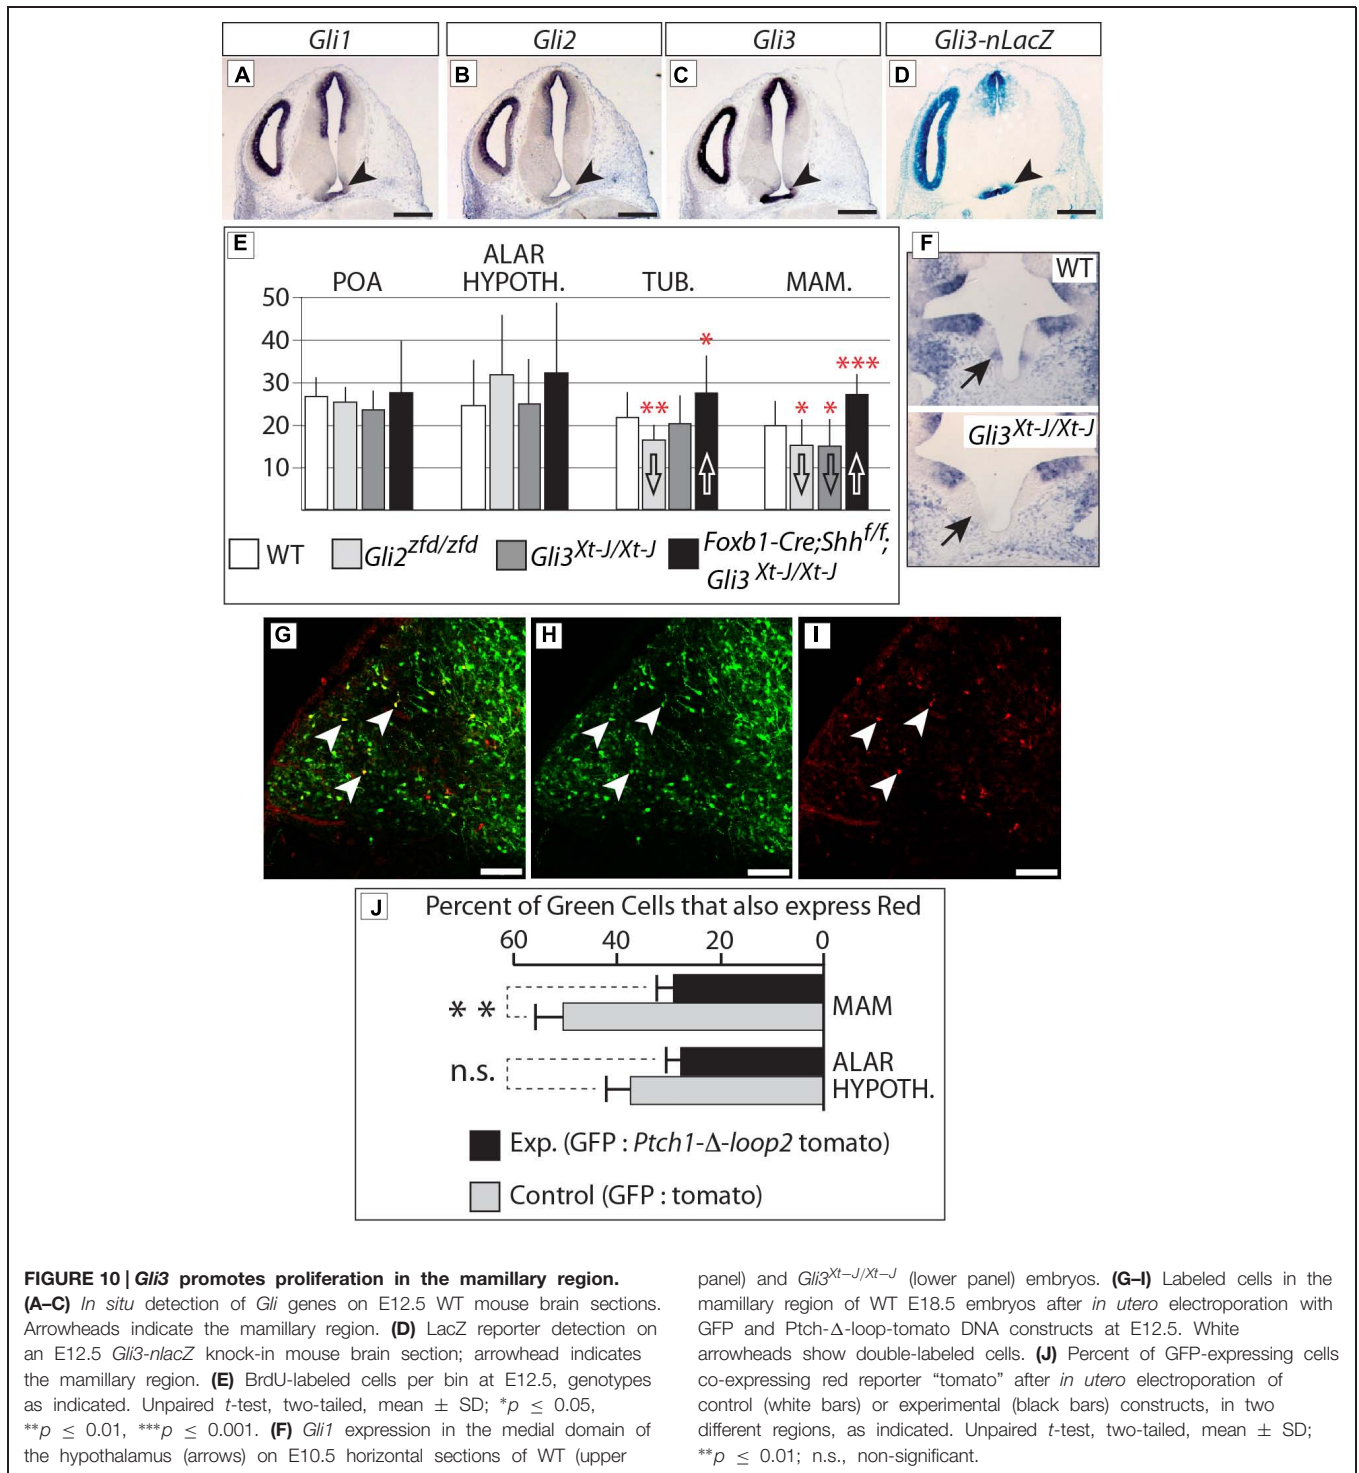 Gli1 Gli2 Gli3 Gli3-nLacZ
A B C D
E
POA ALAR HYPOTH. TUB. MAM.
50
40
30
20
10
** * * * ***
WT Gli2zfd/zfd Gli3Xt-J/Xt-J Foxb1-Cre;Shhf/f;
Gli3Xt-J/Xt-J
F
WT
Gli3Xt-J/Xt-J
G H I
J Percent of Green Cells that also express Red
60 40 20 0
** MAM
n.s. ALAR
HYPOTH.
Exp. (GFP : Ptch1-Δ-loop2 tomato)
Control (GFP : tomato)
FIGURE 10 | Gli3 promotes proliferation in the mamillary region.
(A–C) In situ detection of Gli genes on E12.5 WT mouse brain sections.
Arrowheads indicate the mamillary region. (D) LacZ reporter detection on
an E12.5 Gli3-nlacZ knock-in mouse brain section; arrowhead indicates
the mamillary region. (E) BrdU-labeled cells per bin at E12.5, genotypes
as indicated. Unpaired t-test, two-tailed, mean ± SD; *p ≤ 0.05,
**p ≤ 0.01, ***p ≤ 0.001. (F) Gli1 expression in the medial domain of
the hypothalamus (arrows) on E10.5 horizontal sections of WT (upper
panel) and Gli3Xt−J/Xt−J (lower panel) embryos. (G–I) Labeled cells in the
mamillary region of WT E18.5 embryos after in utero electroporation with
GFP and Ptch-Δ-loop-tomato DNA constructs at E12.5. White
arrowheads show double-labeled cells. (J) Percent of GFP-expressing cells
co-expressing red reporter “tomato” after in utero electroporation of
control (white bars) or experimental (black bars) constructs, in two
different regions, as indicated. Unpaired t-test, two-tailed, mean ± SD;
**p ≤ 0.01; n.s., non-significant.